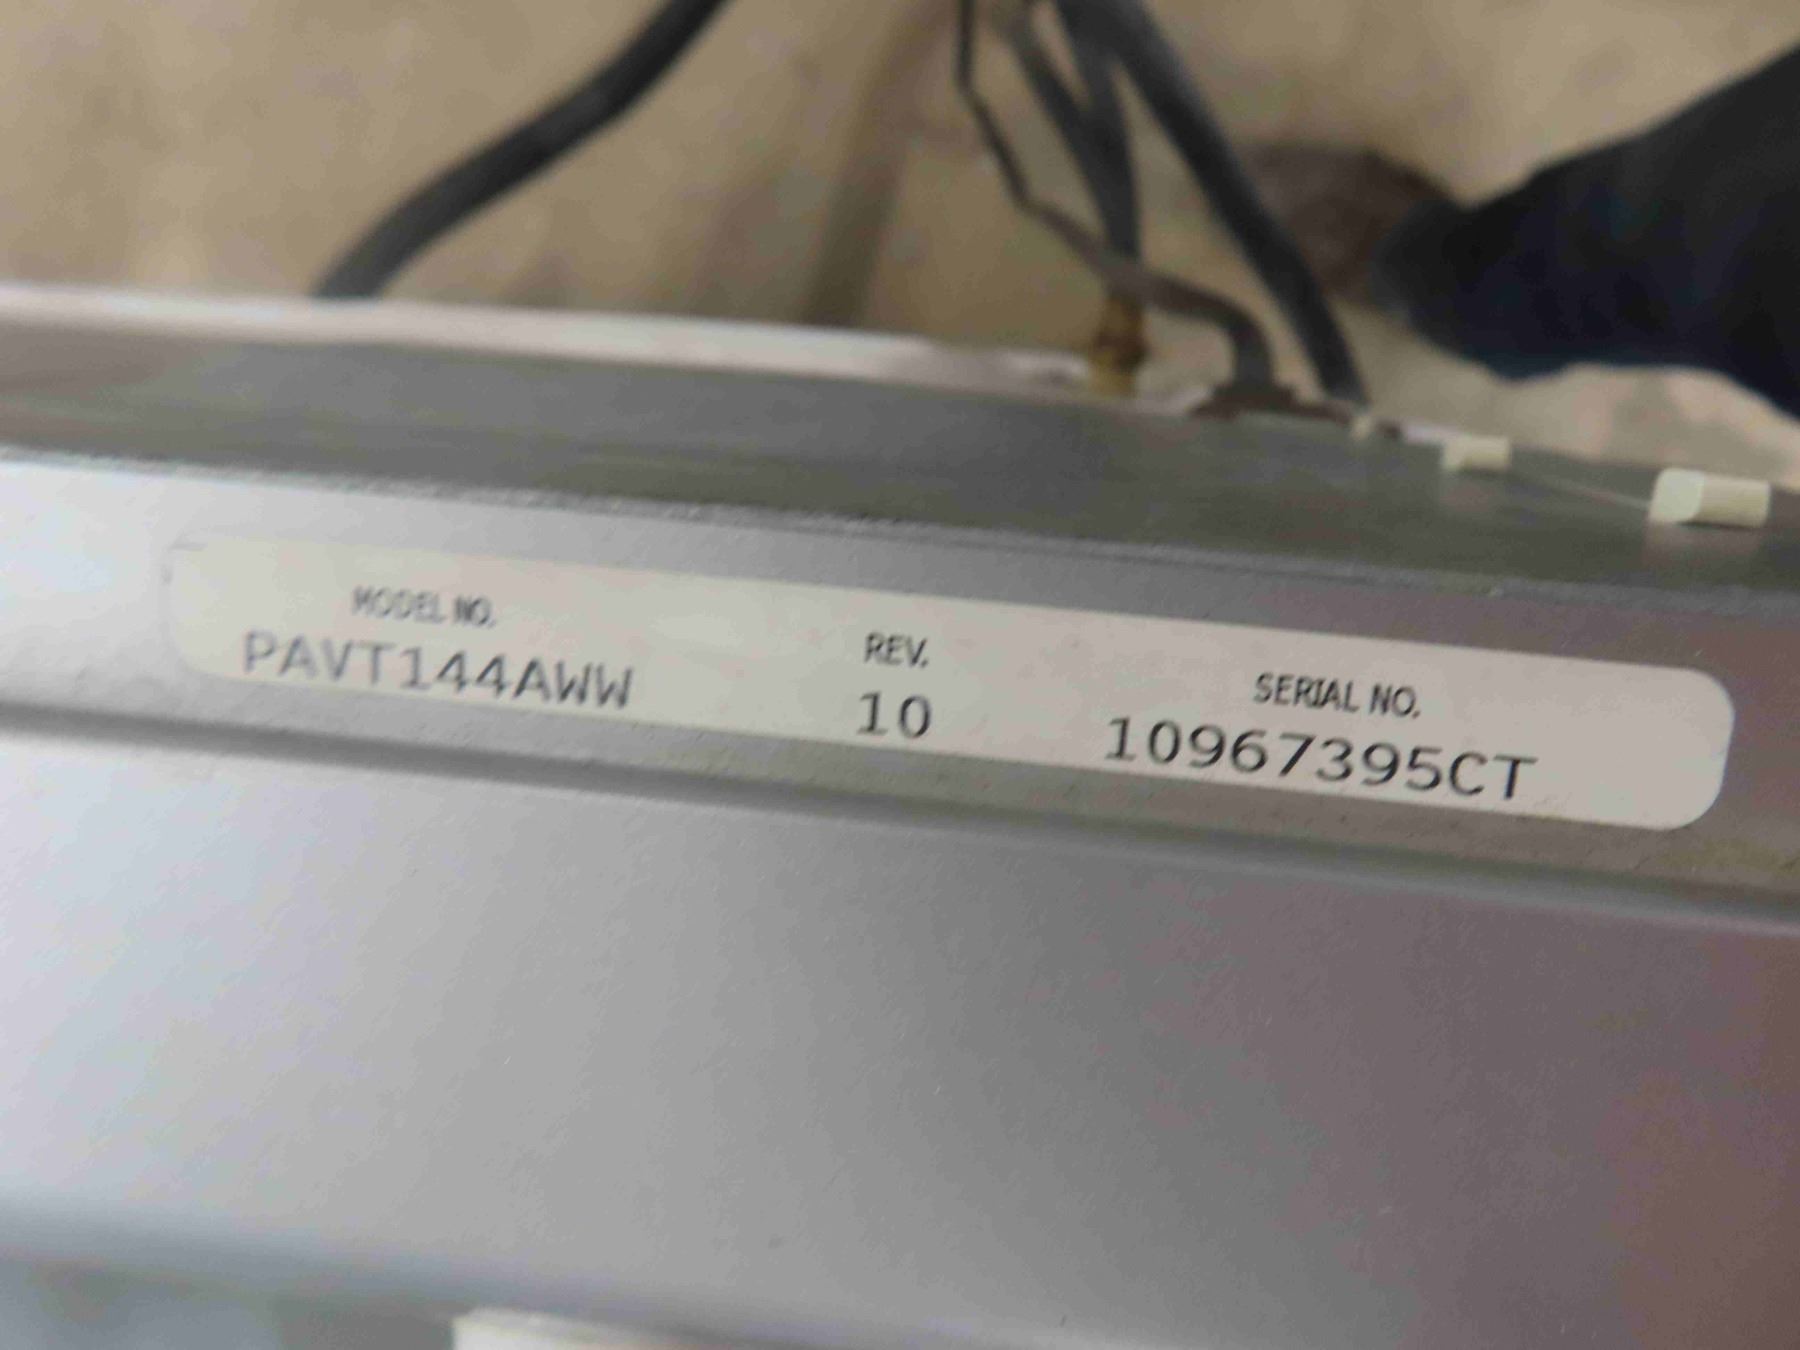 MODEL NO. REV. SERIAL NO.
PAVT144AWW 10 10967395CT